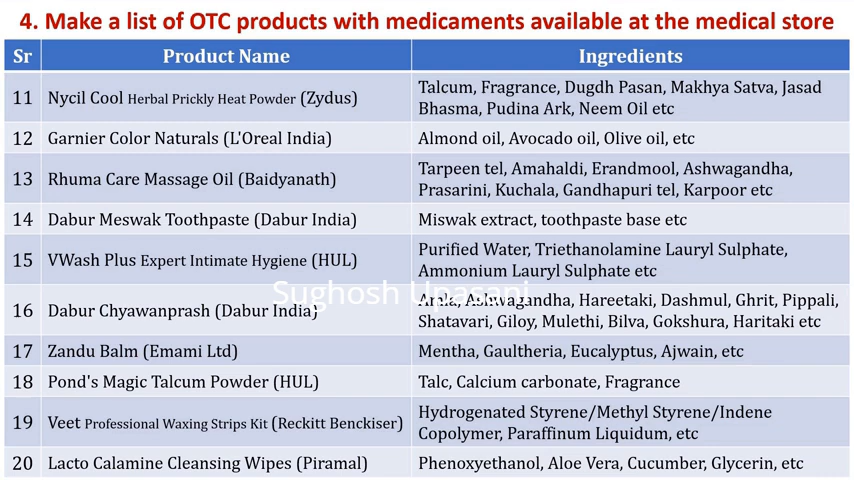 4. Make a list of OTC products with medicaments available at the medical store
Sr Product Name Ingredients
11 Nycil Cool Herbal Prickly Heat Powder (Zydus) Talcum, Fragrance, Dugdh Pasan, Makhya Satva, Jasad
Bhasma, Pudina Ark, Neem Oil etc
12 Garnier Color Naturals (L'Oreal India) Almond oil, Avocado oil, Olive oil, etc
13 Rhuma Care Massage Oil (Baidyanath) Tarpeen tel, Amahaldi, Erandmool, Ashwagandha,
Prasarini, Kuchala, Gandhapuri tel, Karpoor etc
14 Dabur Meswak Toothpaste (Dabur India) Miswak extract, toothpaste base etc
15 VWash Plus Expert Intimate Hygiene (HUL) Purified Water, Triethanolamine Lauryl Sulphate,
Ammonium Lauryl Sulphate etc
Sughosh Upasani
16 Dabur Chyawanprash (Dabur India) Amla, Ashwagandha, Hareetaki, Dashmul, Ghrit, Pippali,
Shatavari, Giloy, Mulethi, Bilva, Gokshura, Haritaki etc
17 Zandu Balm (Emami Ltd) Mentha, Gaultheria, Eucalyptus, Ajwain, etc
18 Pond's Magic Talcum Powder (HUL) Talc, Calcium carbonate, Fragrance
19 Veet Professional Waxing Strips Kit (Reckitt Benckiser) Hydrogenated Styrene/Methyl Styrene/Indene
Copolymer, Paraffinum Liquidum, etc
20 Lacto Calamine Cleansing Wipes (Piramal) Phenoxyethanol, Aloe Vera, Cucumber, Glycerin, etc